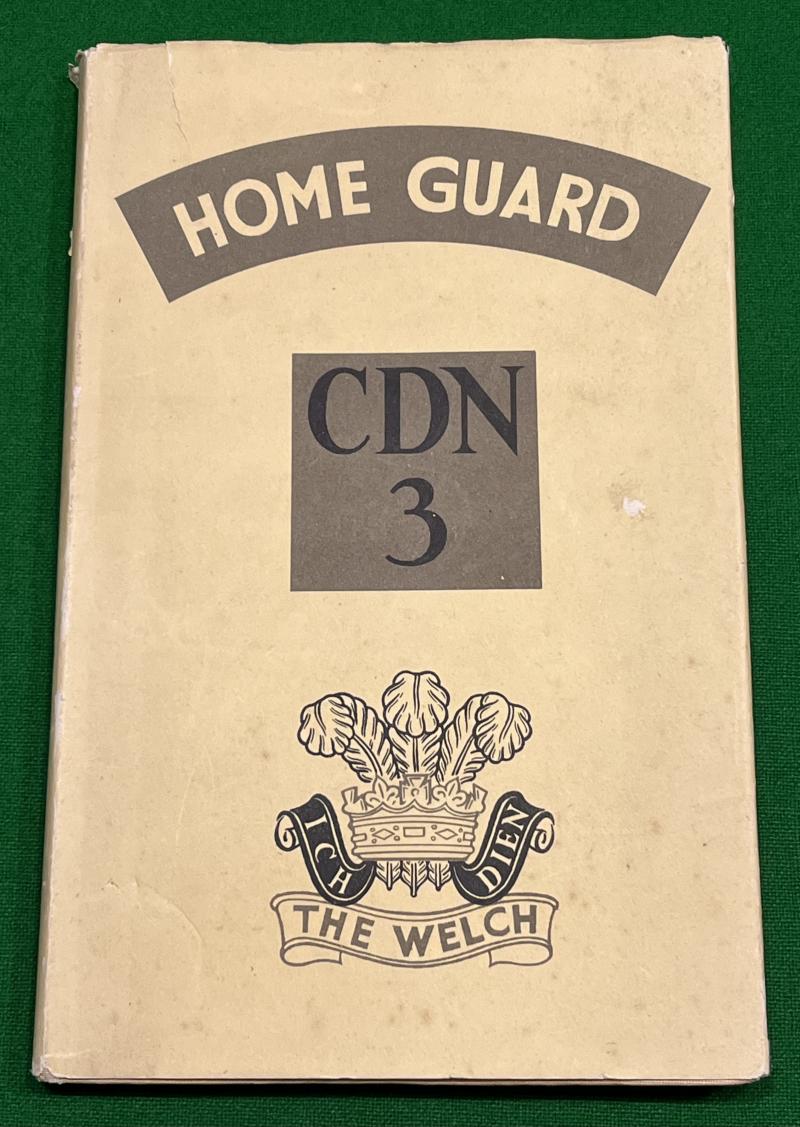 HOME GUARD
CDN
3
ICH DIEN
THE WELCH